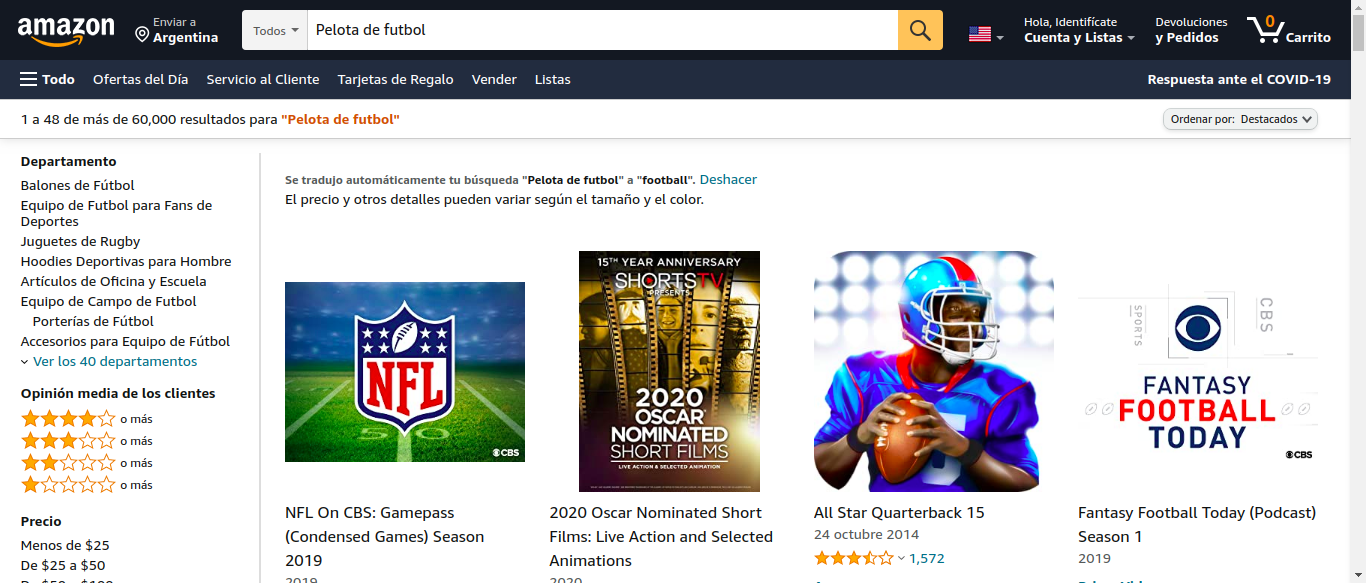 amazon
Enviar a
Argentina
Todos
Pelota de futbol
Hola, Identifícate
Cuenta y Listas
Devoluciones
y Pedidos
0
Carrito
Todo
Ofertas del Día
Servicio al Cliente
Tarjetas de Regalo
Vender
Listas
Respuesta ante el COVID-19
1 a 48 de más de 60,000 resultados para "Pelota de futbol"
Ordenar por: Destacados
Departamento
Balones de Fútbol
Equipo de Futbol para Fans de
Deportes
Juguetes de Rugby
Hoodies Deportivas para Hombre
Artículos de Oficina y Escuela
Equipo de Campo de Futbol
Porterías de Fútbol
Accesorios para Equipo de Fútbol
Ver los 40 departamentos
Opinión media de los clientes
o más
o más
o más
o más
Precio
Menos de $25
De $25 a $50
De $50 a $100
Se tradujo automáticamente tu búsqueda "Pelota de futbol" a "football". Deshacer
El precio y otros detalles pueden variar según el tamaño y el color.
NFL
50
CBS
NFL On CBS: Gamepass
(Condensed Games) Season
2019
2019
15TH YEAR ANNIVERSARY
SHORTSTV
PRESENTS
2020
OSCAR
NOMINATED
SHORT FILMS
LIVE ACTION & SELECTED ANIMATION
2020 Oscar Nominated Short
Films: Live Action and Selected
Animations
2020
All Star Quarterback 15
24 octubre 2014
1,572
SPORTS
CBS
FANTASY
FOOTBALL
TODAY
CBS
Fantasy Football Today (Podcast)
Season 1
2019